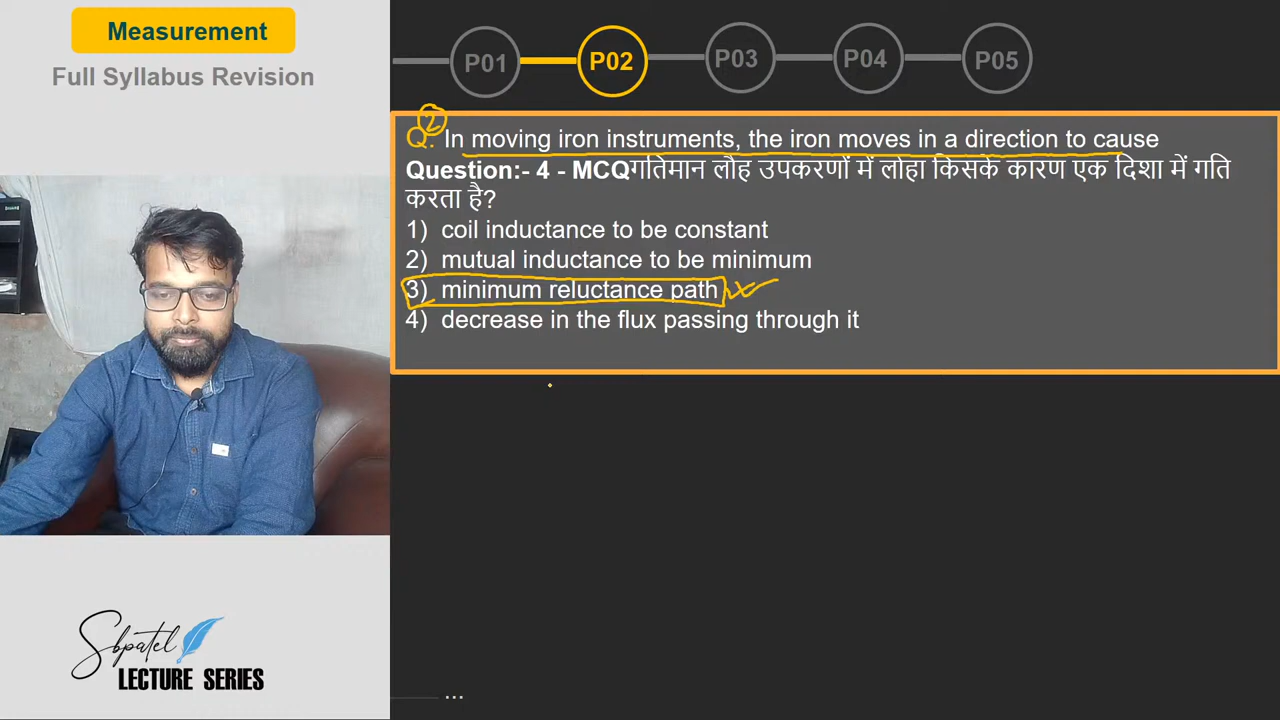 Measurement
Full Syllabus Revision
P01
P02
P03
P04
P05
2
Q. In moving iron instruments, the iron moves in a direction to cause
Question:- 4 - MCQगतिमान लौह उपकरणों में लोहा किसके कारण एक दिशा में गति
करता है?
1) coil inductance to be constant
2) mutual inductance to be minimum
3) minimum reluctance path
4) decrease in the flux passing through it
Sbpatel
LECTURE SERIES
...